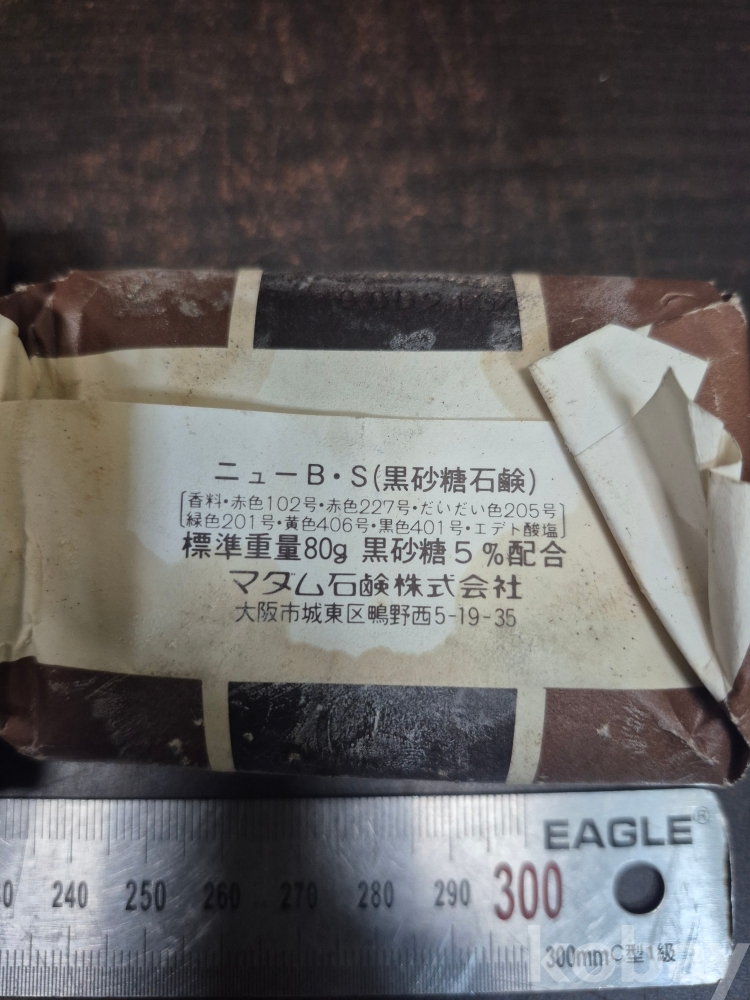 ニューB・S(黒砂糖石鹸)
香料・赤色102号・赤色227号・だいだい色205号
緑色201号・黄色406号・黒色401号・エデト酸塩
標準重量80g 黒砂糖5%配合
マダム石鹸株式会社
大阪市城東区鴫野西5-19-35
EAGLE®
240 250 260 270 280 290 300
300mm C型1級